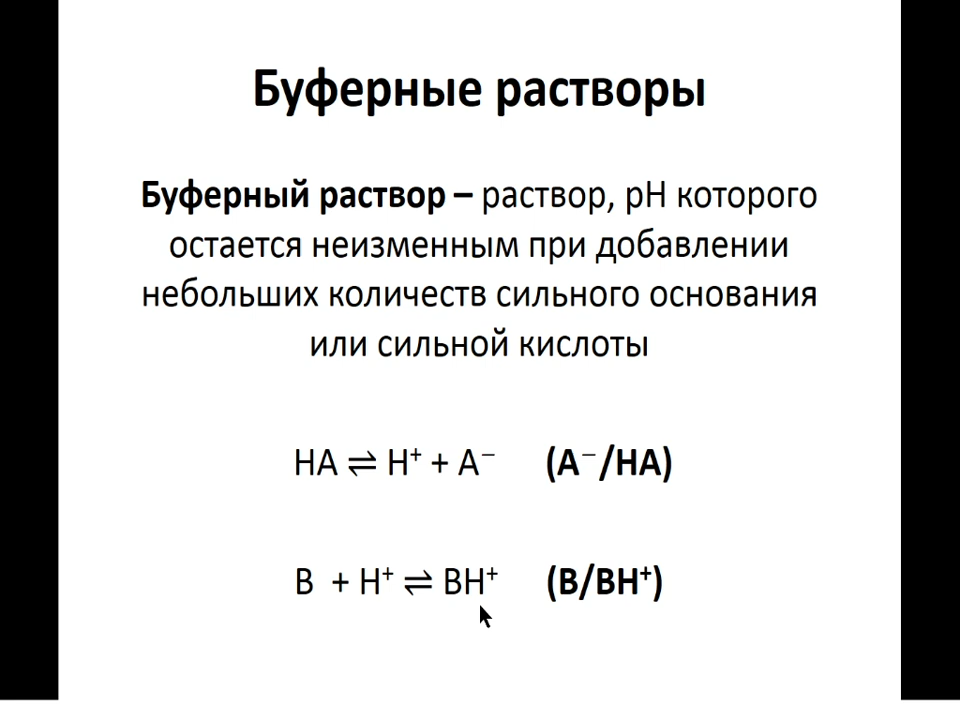 Буферные растворы
Буферный раствор – раствор, pH которого
остается неизменным при добавлении
небольших количеств сильного основания
или сильной кислоты
HA ⇌ H⁺ + A⁻ (A⁻/HA)
B + H⁺ ⇌ BH⁺ (B/BH⁺)